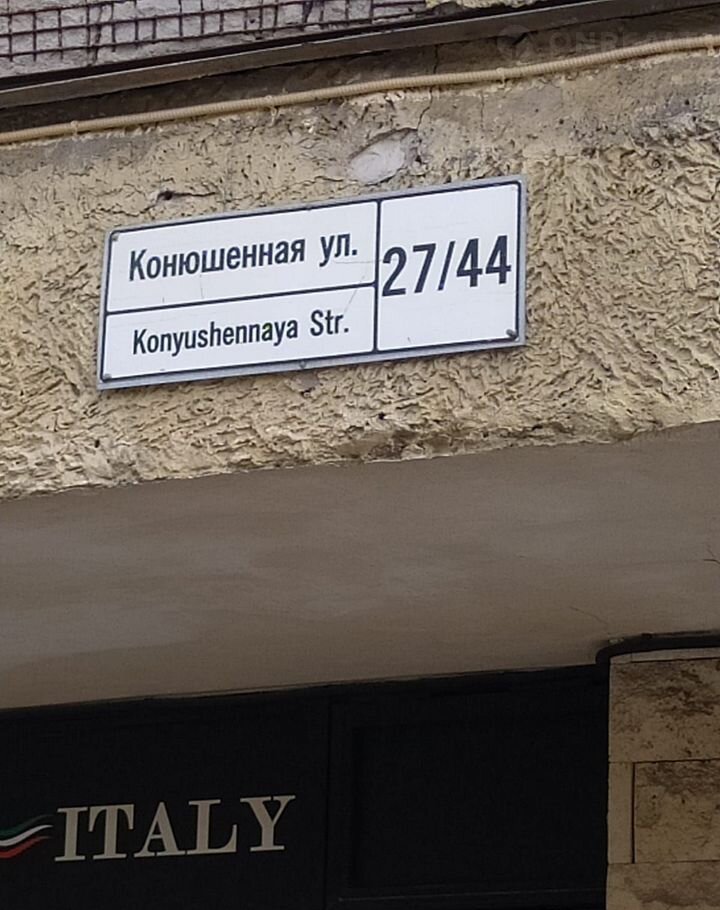 Конюшенная ул.
27/44
Konyushennaya Str.
ITALY